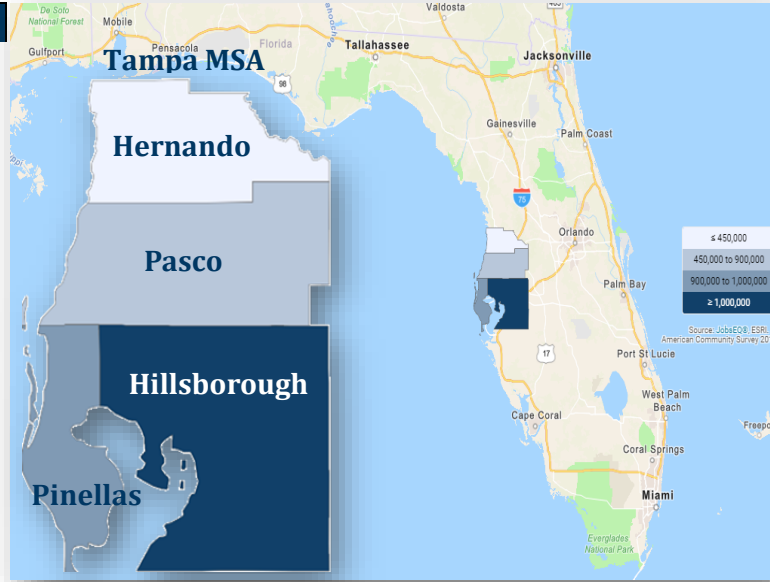 De Soto
National Forest
Mobile
Gulfport
Pensacola
Florida
Valdosta
Tallahassee
Jacksonville
Tampa MSA
98
Gainesville
Palm Coast
Hernando
75
Orlando
Pasco
≤ 450,000
450,000 to 900,000
900,000 to 1,000,000
≥ 1,000,000
Palm Bay
Source: JobsEQ®, ESRI,
American Community Survey 20
Hillsborough
17
Port St Lucie
West Palm
Beach
Cape Coral
Freepo
Coral Springs
Pinellas
Miami
Everglades
National Park